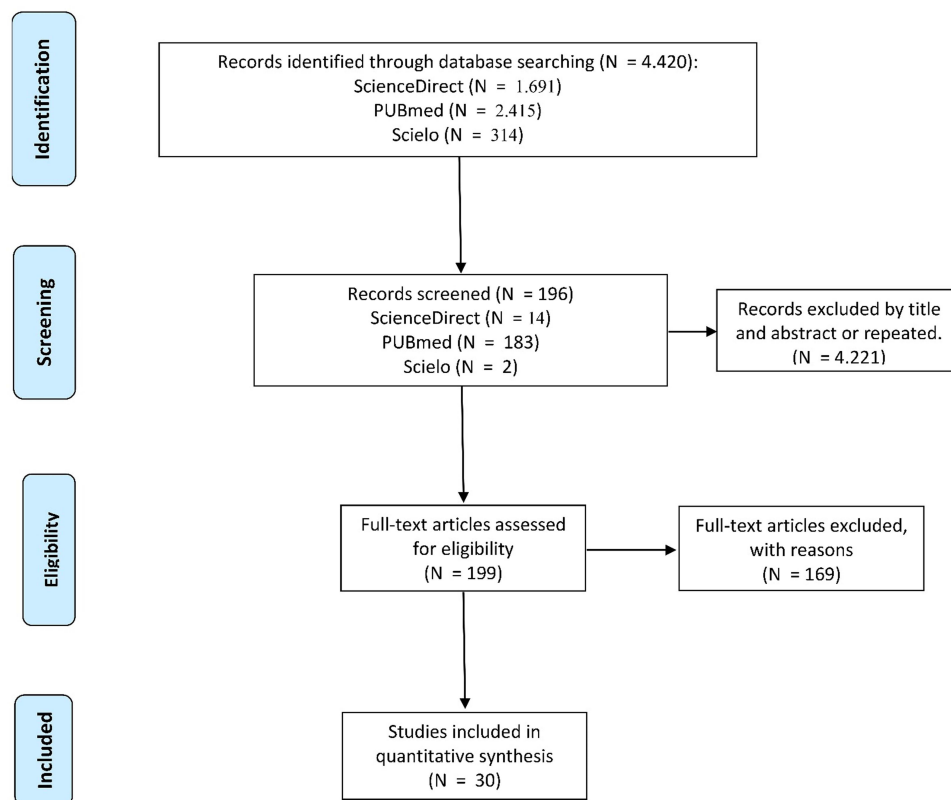 Identification
Records identified through database searching (N = 4.420):
ScienceDirect (N = 1.691)
PUBmed (N = 2.415)
Scielo (N = 314)
Screening
Records screened (N = 196)
ScienceDirect (N = 14)
PUBmed (N = 183)
Scielo (N = 2)
Records excluded by title
and abstract or repeated.
(N = 4.221)
Eligibility
Full-text articles assessed
for eligibility
(N = 199)
Full-text articles excluded,
with reasons
(N = 169)
Included
Studies included in
quantitative synthesis
(N = 30)